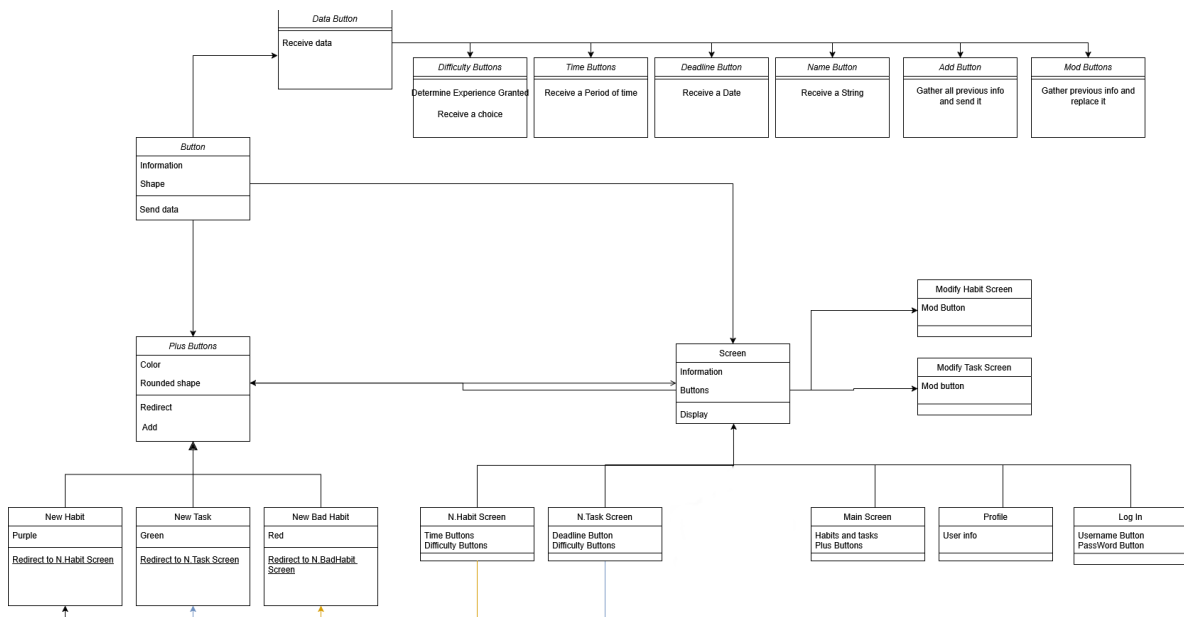 Data Button
Receive data
Difficulty Buttons
Determine Experience Granted
Receive a choice
Time Buttons
Receive a Period of time
Deadline Button
Receive a Date
Name Button
Receive a String
Add Button
Gather all previous info
and send it
Mod Buttons
Gather previous info and
replace it
Button
Information
Shape
Send data
Plus Buttons
Color
Rounded shape
Redirect
Add
Screen
Information
Buttons
Display
Modify Habit Screen
Mod Button
Modify Task Screen
Mod button
New Habit
Purple
Redirect to N.Habit Screen
New Task
Green
Redirect to N.Task Screen
New Bad Habit
Red
Redirect to N.BadHabit
Screen
N.Habit Screen
Time Buttons
Difficulty Buttons
N.Task Screen
Deadline Button
Difficulty Buttons
Main Screen
Habits and tasks
Plus Buttons
Profile
User info
Log In
Username Button
PassWord Button